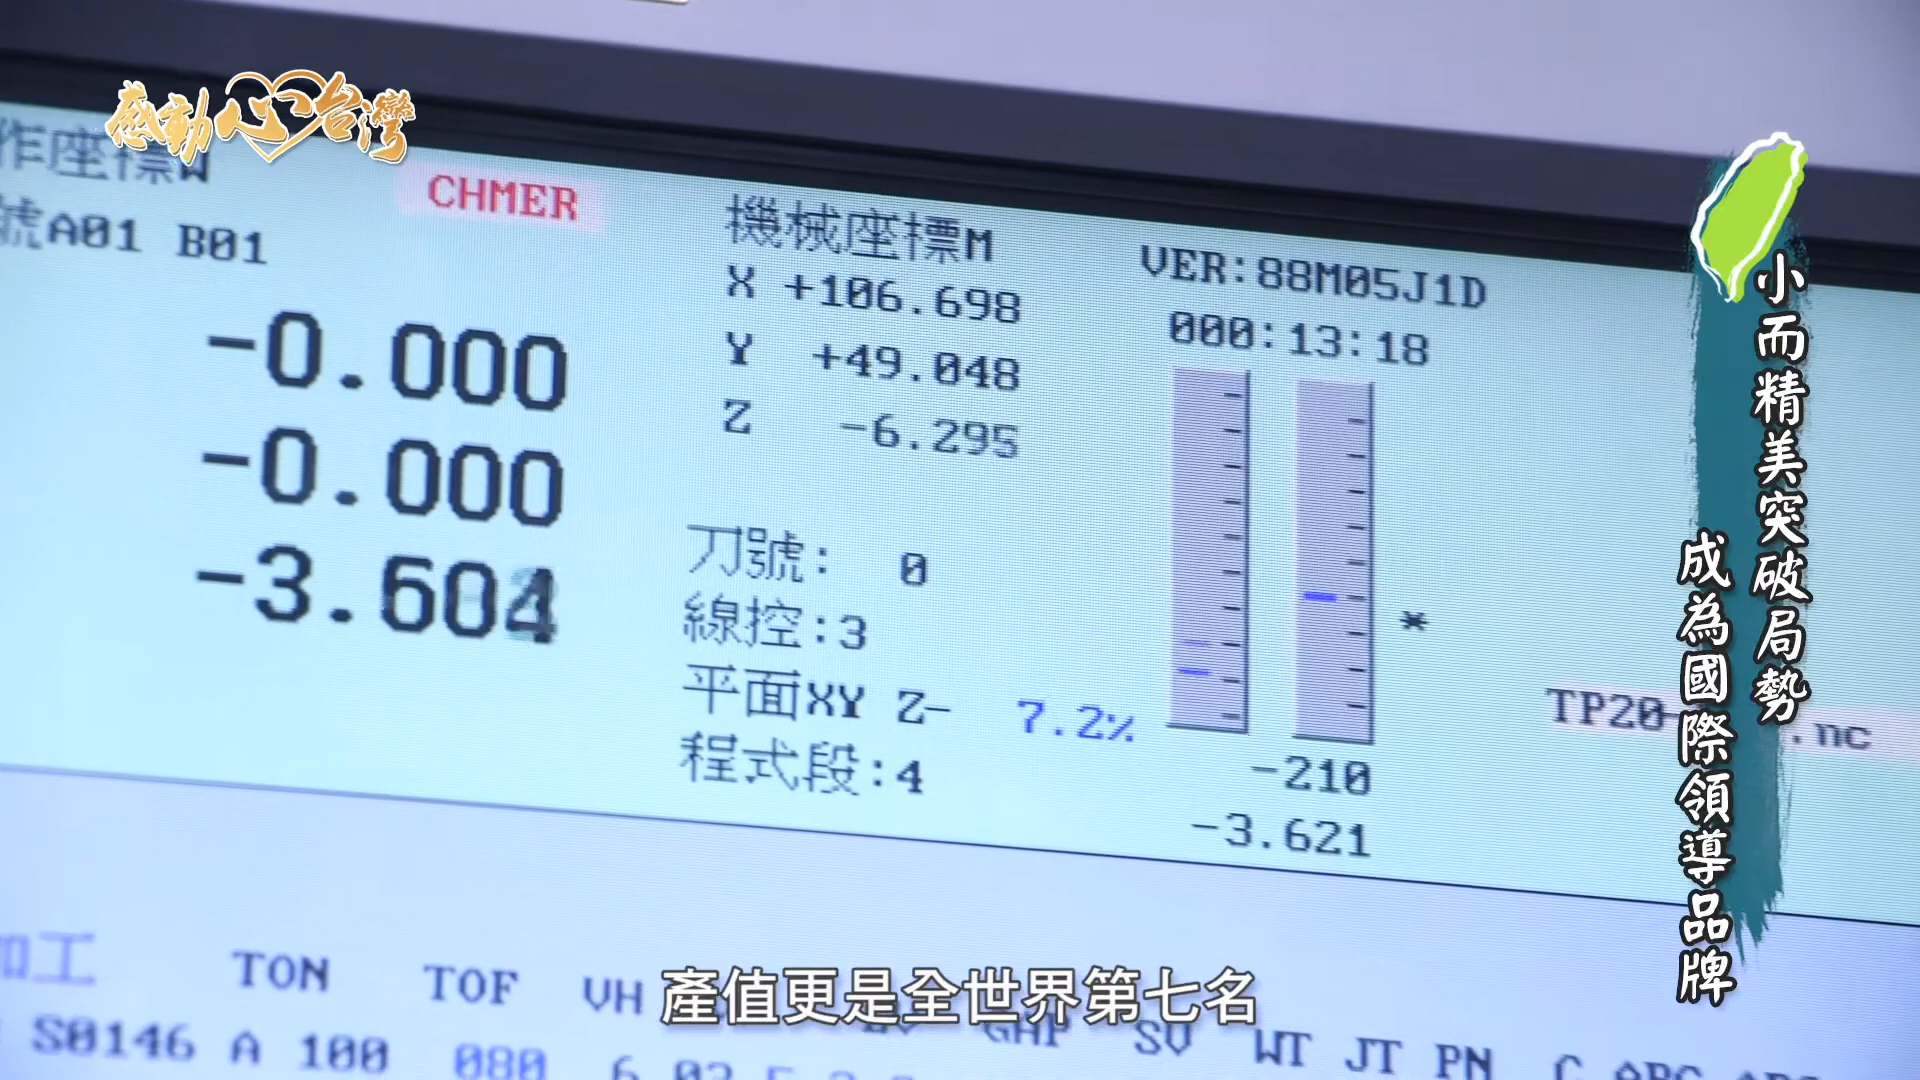 感動心台灣
作座標W
CHMER
號A01 B01
-0.000
-0.000
機械座標M
X +106.698
Y +49.048
Z -6.295
刀號: 0
線控:3
平面XY Z- 7.2%
程式段:4
VER:88M05J1D
000:13:18
*
-210
-3.621
TP20
.nc
小而精美突破局勢
成為國際領導品牌
加工 TON TOF VH
GHP SV WT JT PN C
S0146 A 100 080
產值更是全世界第七名